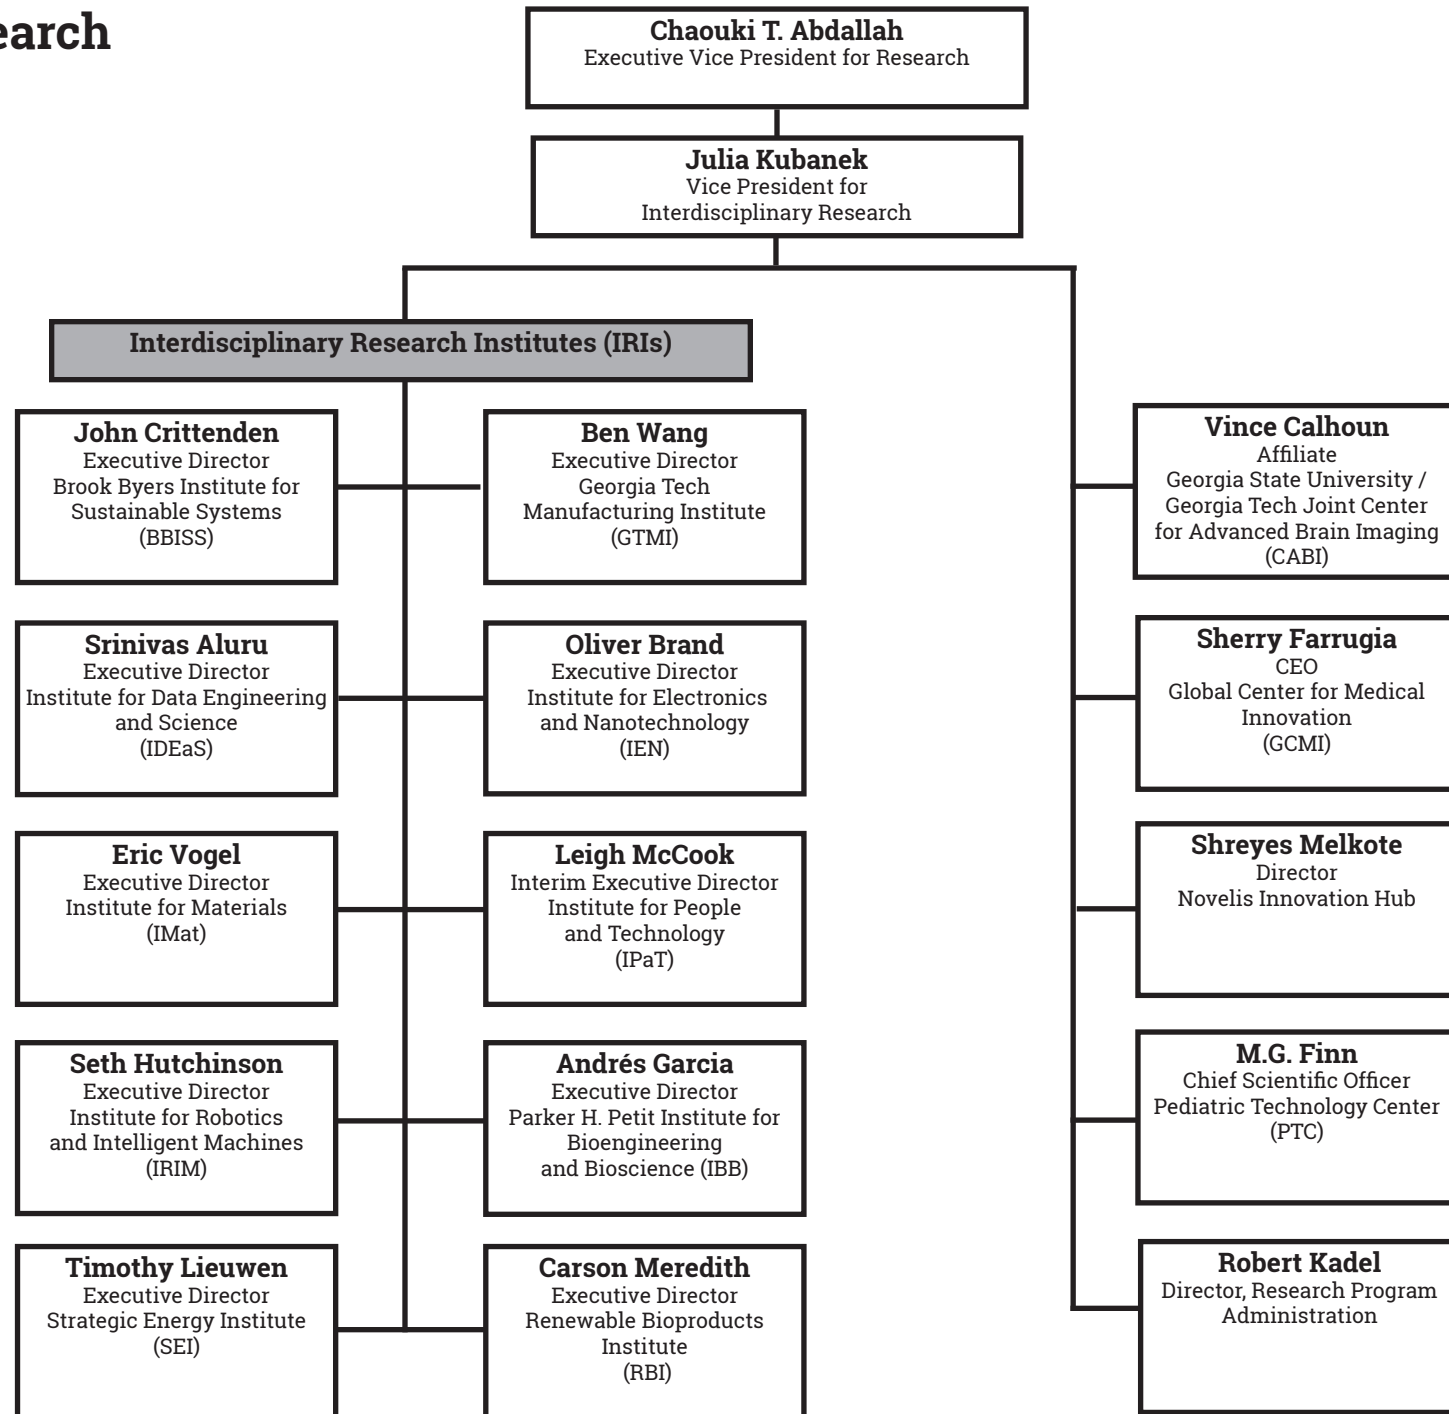 earch
Chaouki T. Abdallah
Executive Vice President for Research
Julia Kubanek
Vice President for
Interdisciplinary Research
Interdisciplinary Research Institutes (IRIs)
John Crittenden
Executive Director
Brook Byers Institute for
Sustainable Systems
(BBISS)
Ben Wang
Executive Director
Georgia Tech
Manufacturing Institute
(GTMI)
Vince Calhoun
Affiliate
Georgia State University /
Georgia Tech Joint Center
for Advanced Brain Imaging
(CABI)
Srinivas Aluru
Executive Director
Institute for Data Engineering
and Science
(IDEaS)
Oliver Brand
Executive Director
Institute for Electronics
and Nanotechnology
(IEN)
Sherry Farrugia
CEO
Global Center for Medical
Innovation
(GCMI)
Eric Vogel
Executive Director
Institute for Materials
(IMat)
Leigh McCook
Interim Executive Director
Institute for People
and Technology
(IPaT)
Shreyes Melkote
Director
Novelis Innovation Hub
Seth Hutchinson
Executive Director
Institute for Robotics
and Intelligent Machines
(IRIM)
Andrés Garcia
Executive Director
Parker H. Petit Institute for
Bioengineering
and Bioscience (IBB)
M.G. Finn
Chief Scientific Officer
Pediatric Technology Center
(PTC)
Timothy Lieuwen
Executive Director
Strategic Energy Institute
(SEI)
Carson Meredith
Executive Director
Renewable Bioproducts
Institute
(RBI)
Robert Kadel
Director, Research Program
Administration